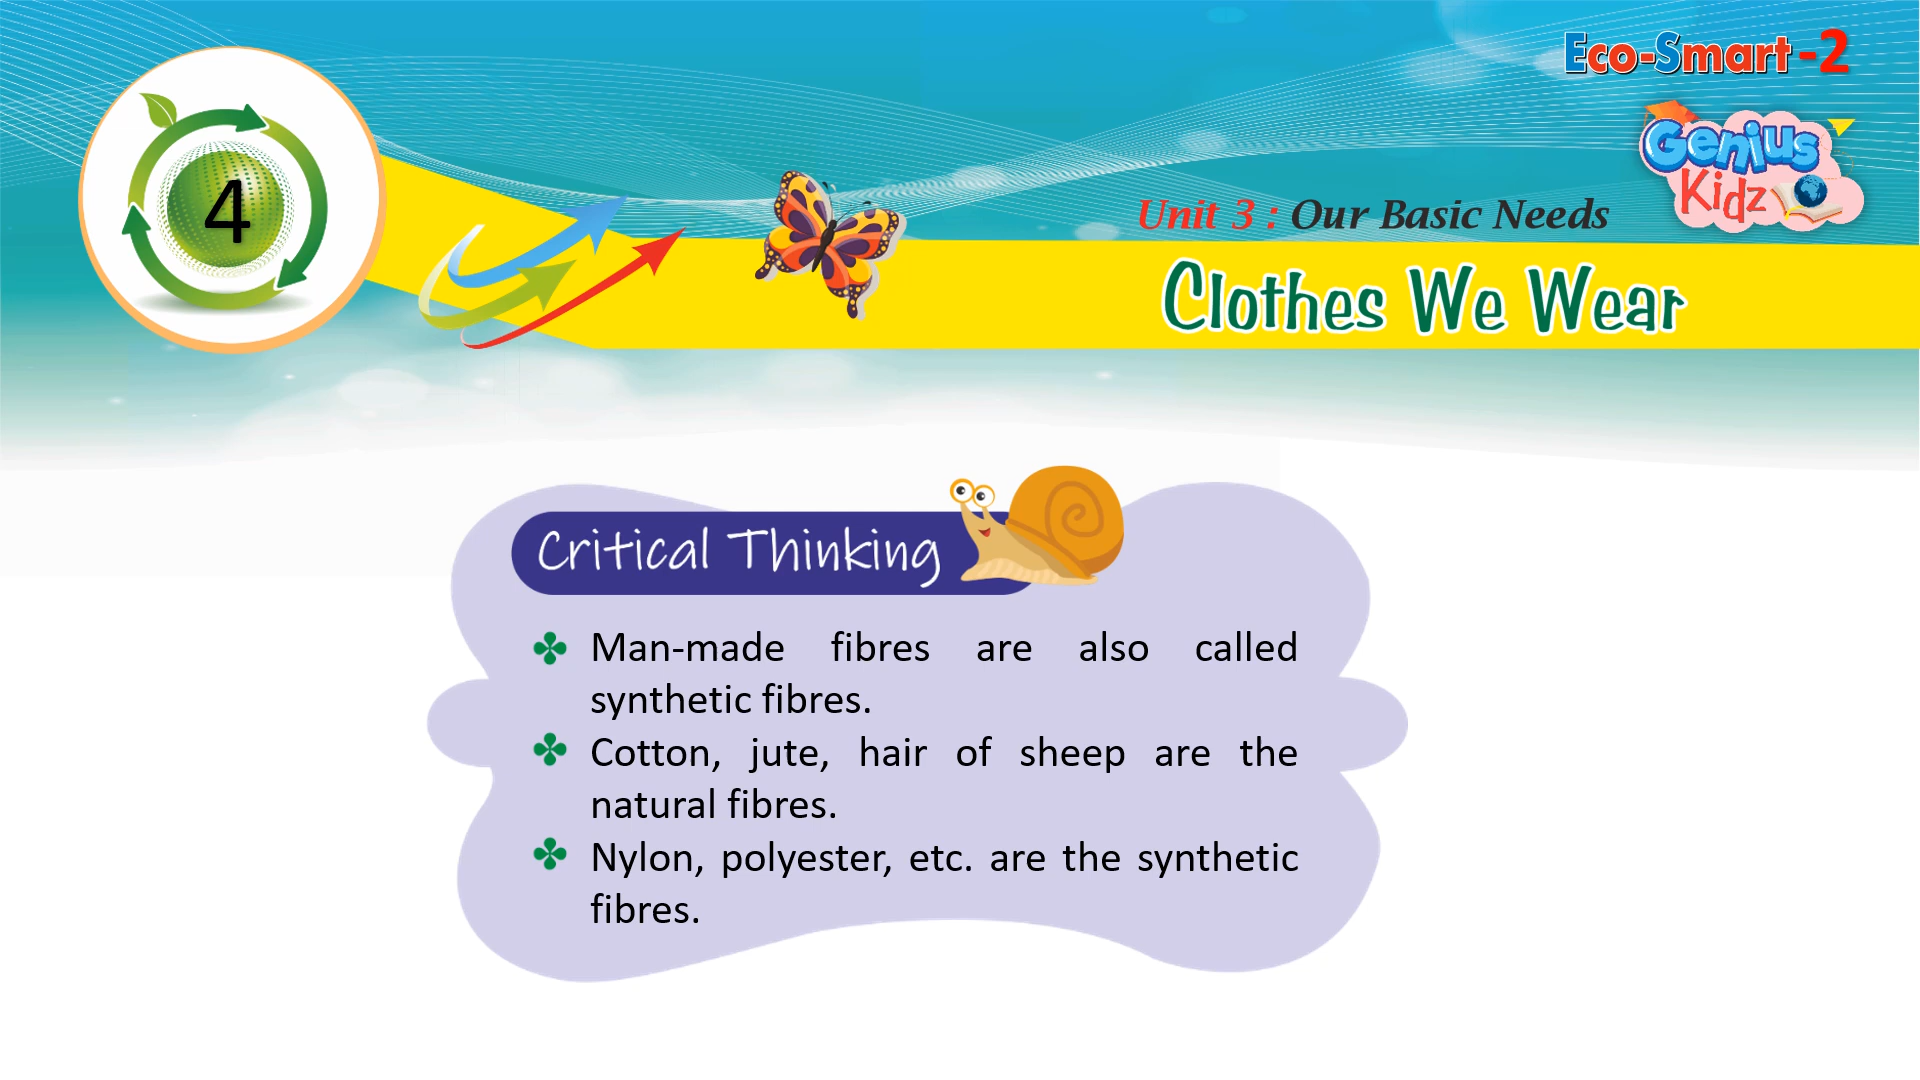 Eco-Smart-2
Genius
Kidz
4
Unit 3 : Our Basic Needs
Clothes We Wear
Critical Thinking
Man-made fibres are also called
synthetic fibres.
Cotton, jute, hair of sheep are the
natural fibres.
Nylon, polyester, etc. are the synthetic
fibres.